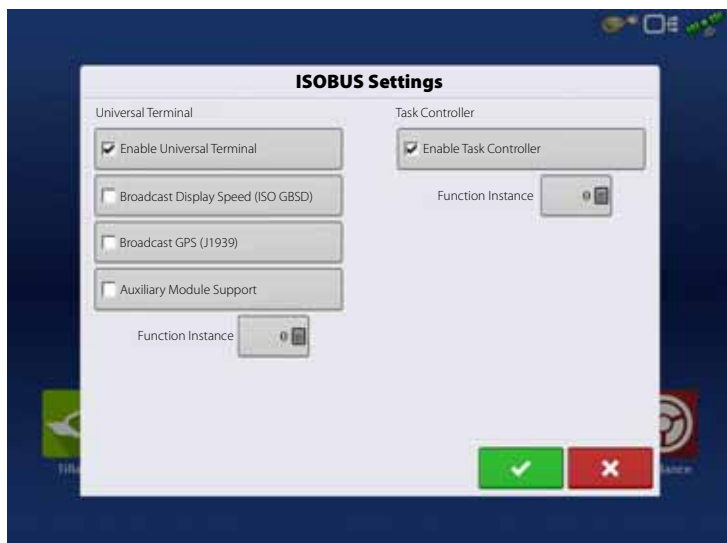 ISOBUS Settings
Universal Terminal
Enable Universal Terminal
Broadcast Display Speed (ISO GBSD)
Broadcast GPS (J1939)
Auxiliary Module Support
Function Instance
0
Task Controller
Enable Task Controller
Function Instance
0